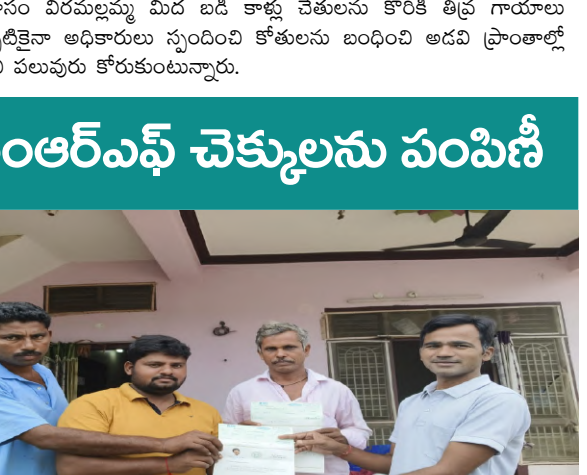 వీరమల్లమ్మ మీద బడి కాళ్లు చేతులను కొరికి తీవ్ర గాయాలు
అధికారులు స్పందించి కోతులను బంధించి అడవి ప్రాంతాల్లో
పలువురు కోరుకుంటున్నారు.
ఎంఆర్ఎఫ్ చెక్కులను పంపిణీ